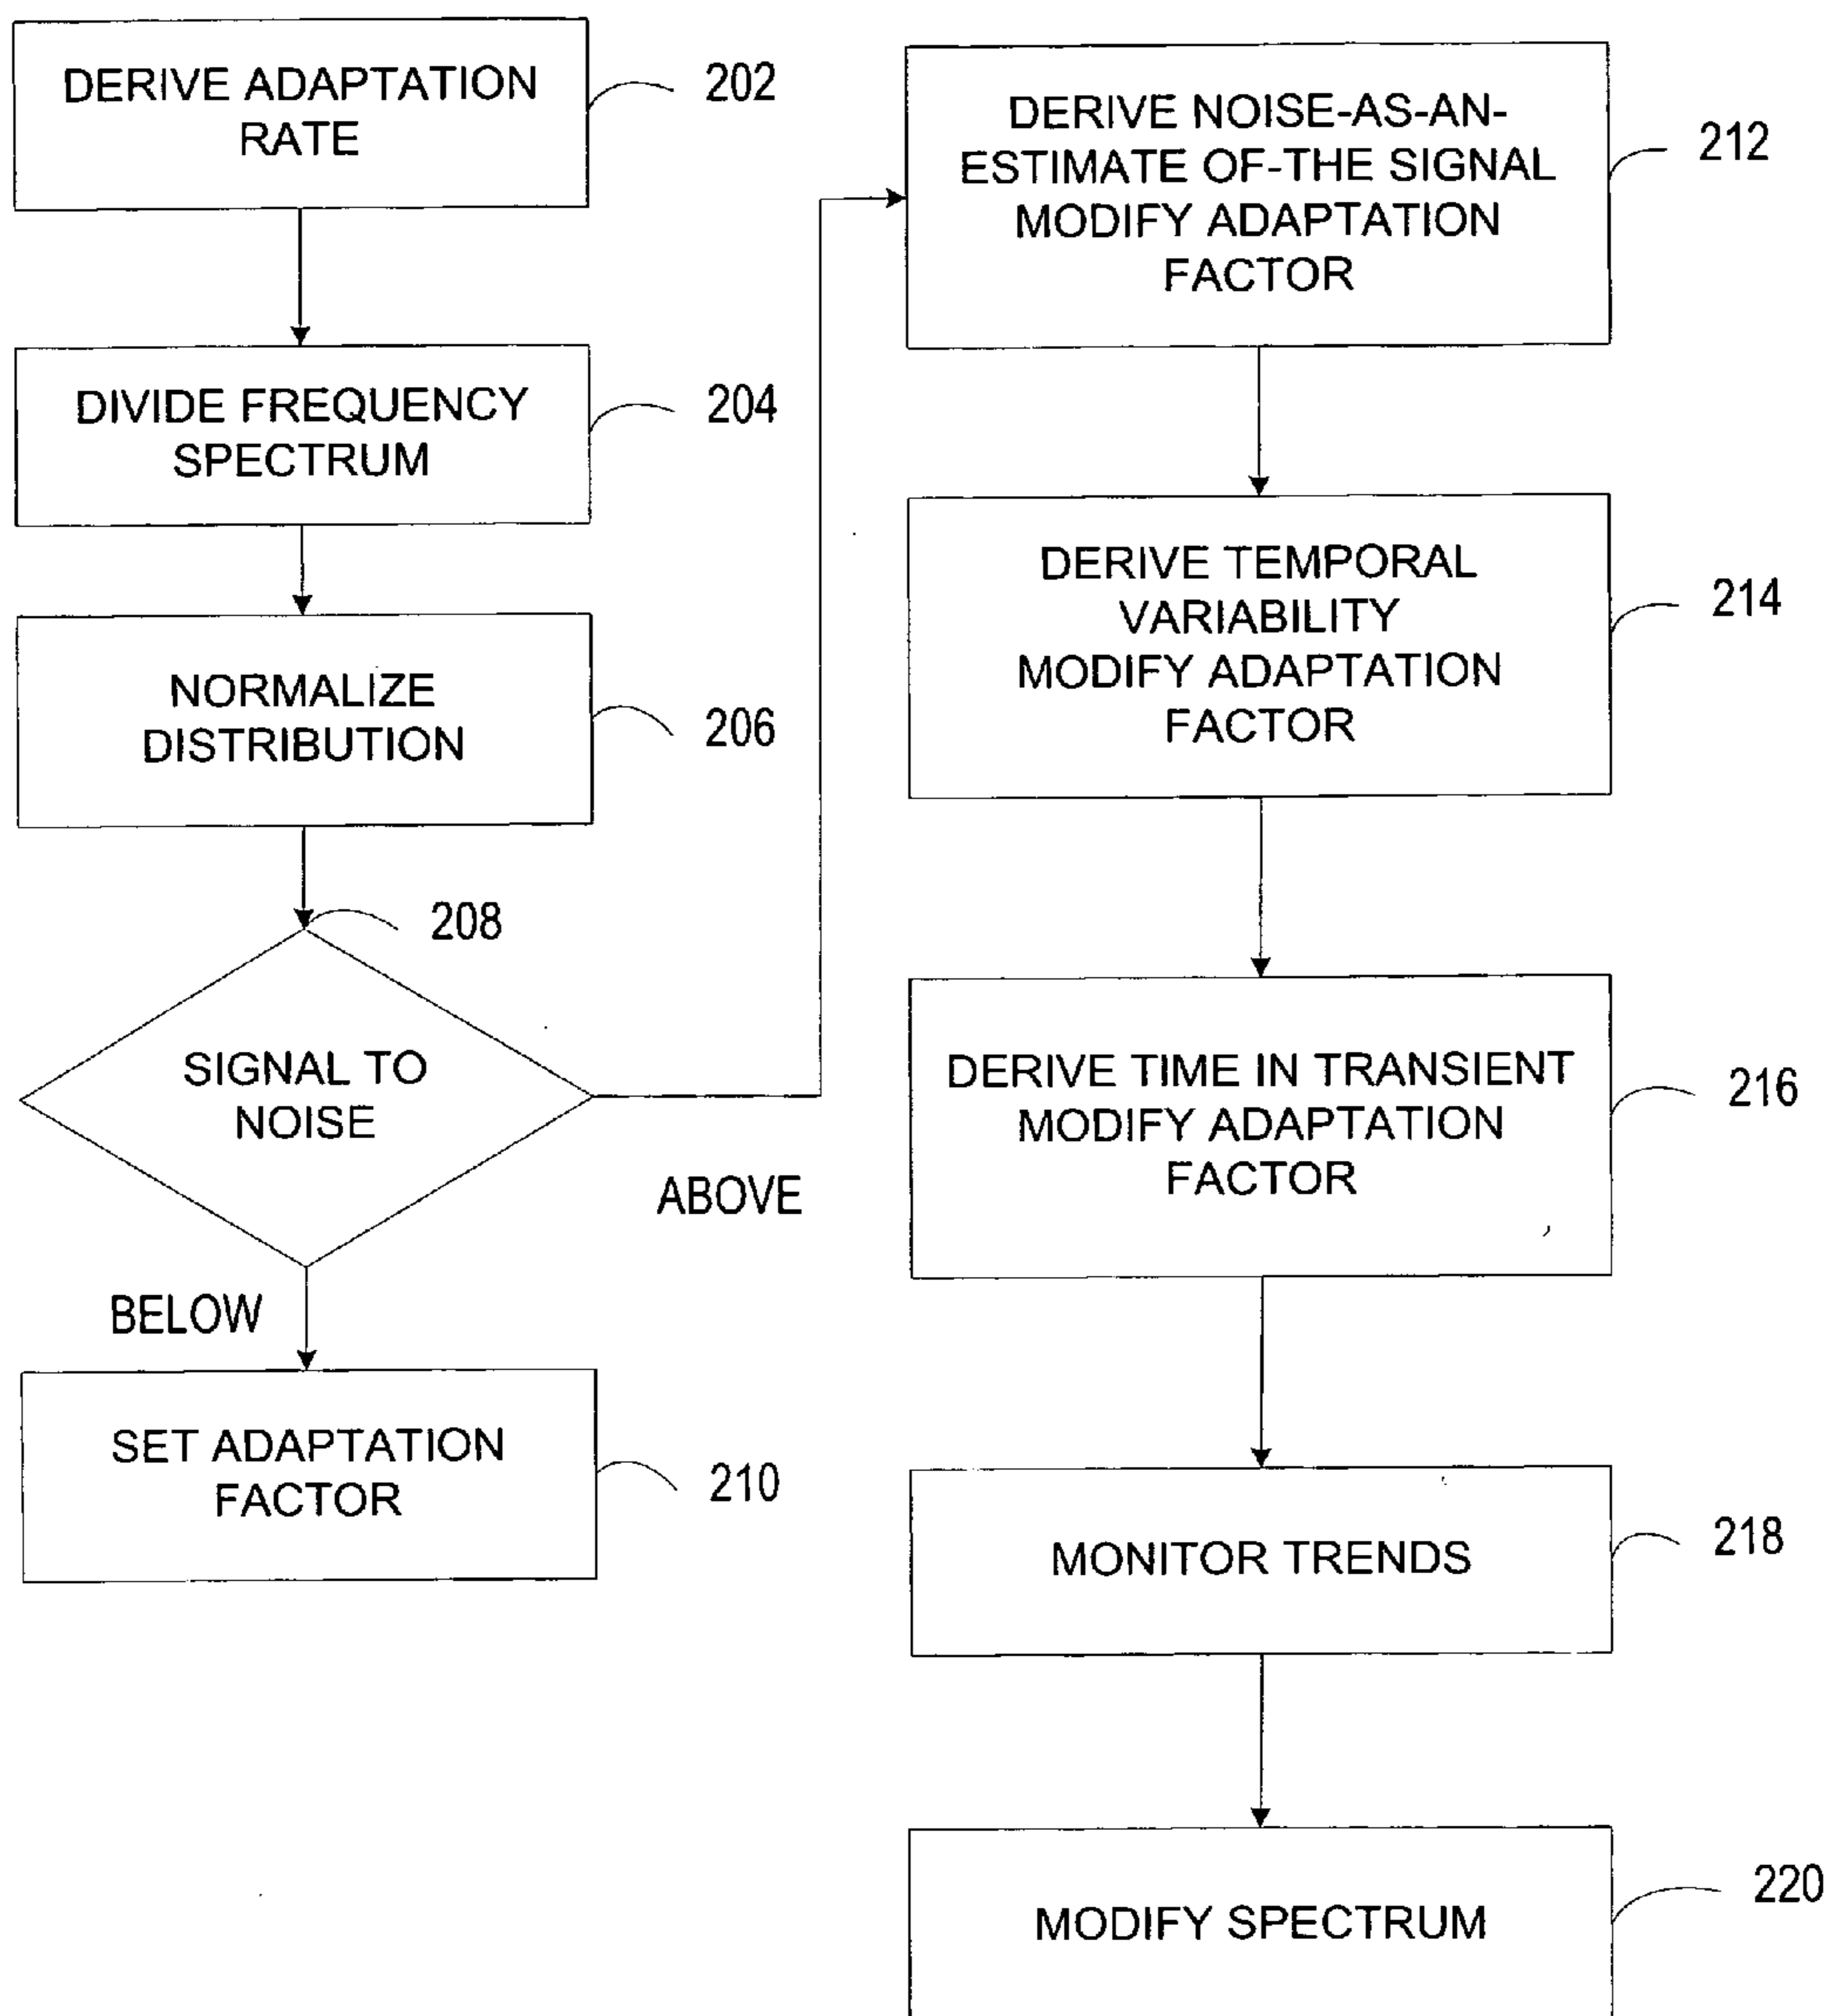 DERIVE ADAPTATION
RATE
202
DIVIDE FREQUENCY
SPECTRUM
204
NORMALIZE
DISTRIBUTION
206
208
SIGNAL TO
NOISE
ABOVE
BELOW
SET ADAPTATION
FACTOR
210
DERIVE NOISE-AS-AN-
ESTIMATE OF-THE SIGNAL
MODIFY ADAPTATION
FACTOR
212
DERIVE TEMPORAL
VARIABILITY
MODIFY ADAPTATION
FACTOR
214
DERIVE TIME IN TRANSIENT
MODIFY ADAPTATION
FACTOR
216
MONITOR TRENDS
218
MODIFY SPECTRUM
220